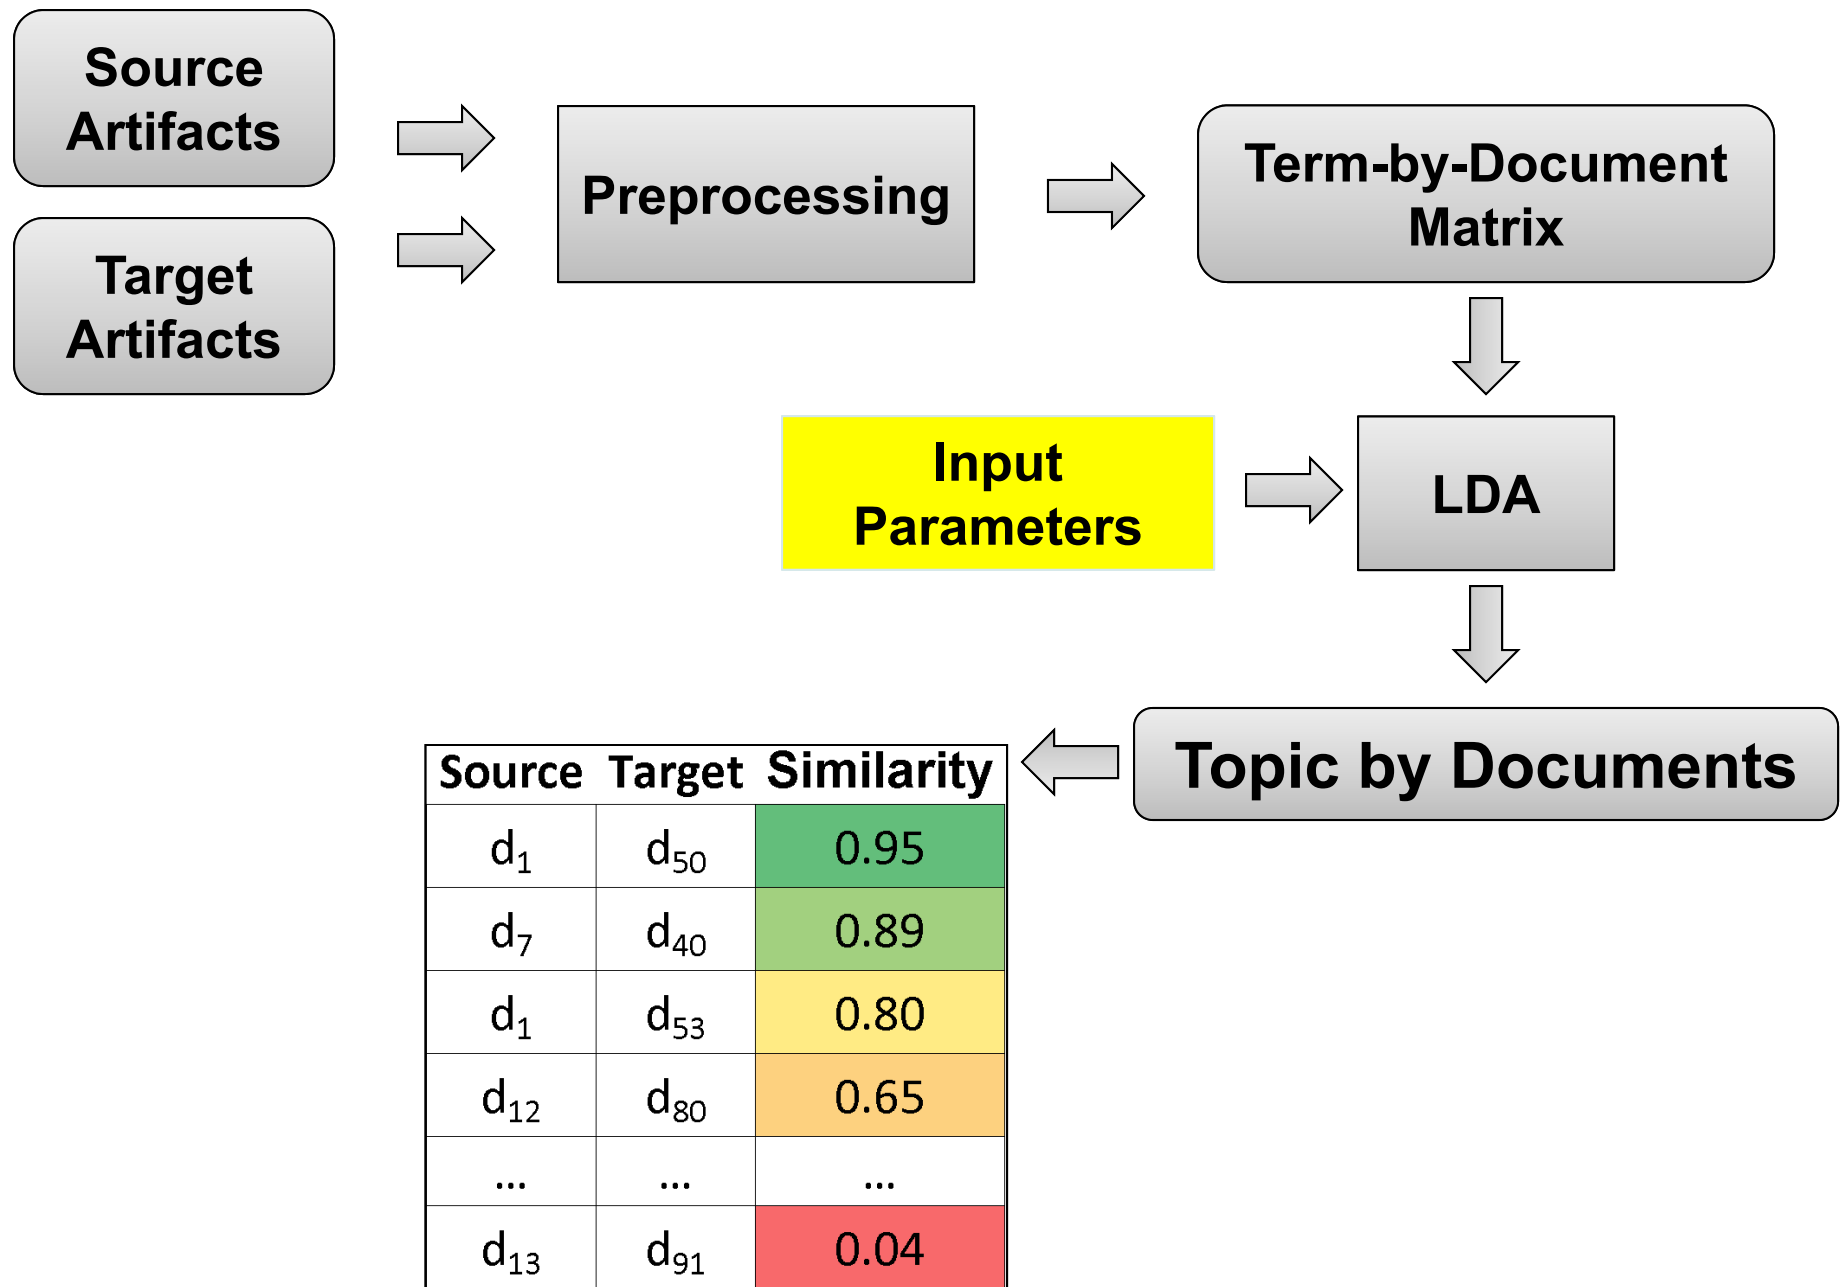 Source
Artifacts
Target
Artifacts
Preprocessing
Term-by-Document
Matrix
Input
Parameters
LDA
Topic by Documents
Source Target Similarity
d₁ d₅₀ 0.95
d₇ d₄₀ 0.89
d₁ d₅₃ 0.80
d₁₂ d₈₀ 0.65
... ... ...
d₁₃ d₉₁ 0.04